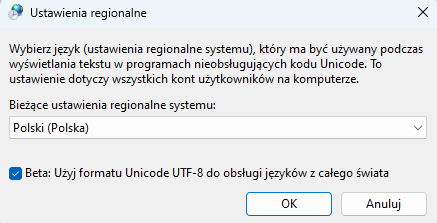 Ustawienia regionalne
Wybierz język (ustawienia regionalne systemu), który ma być używany podczas
wyświetlania tekstu w programach nieobsługujących kodu Unicode. To
ustawienie dotyczy wszystkich kont użytkowników na komputerze.
Bieżące ustawienia regionalne systemu:
Polski (Polska)
Beta: Użyj formatu Unicode UTF-8 do obsługi języków z całego świata
OK
Anuluj